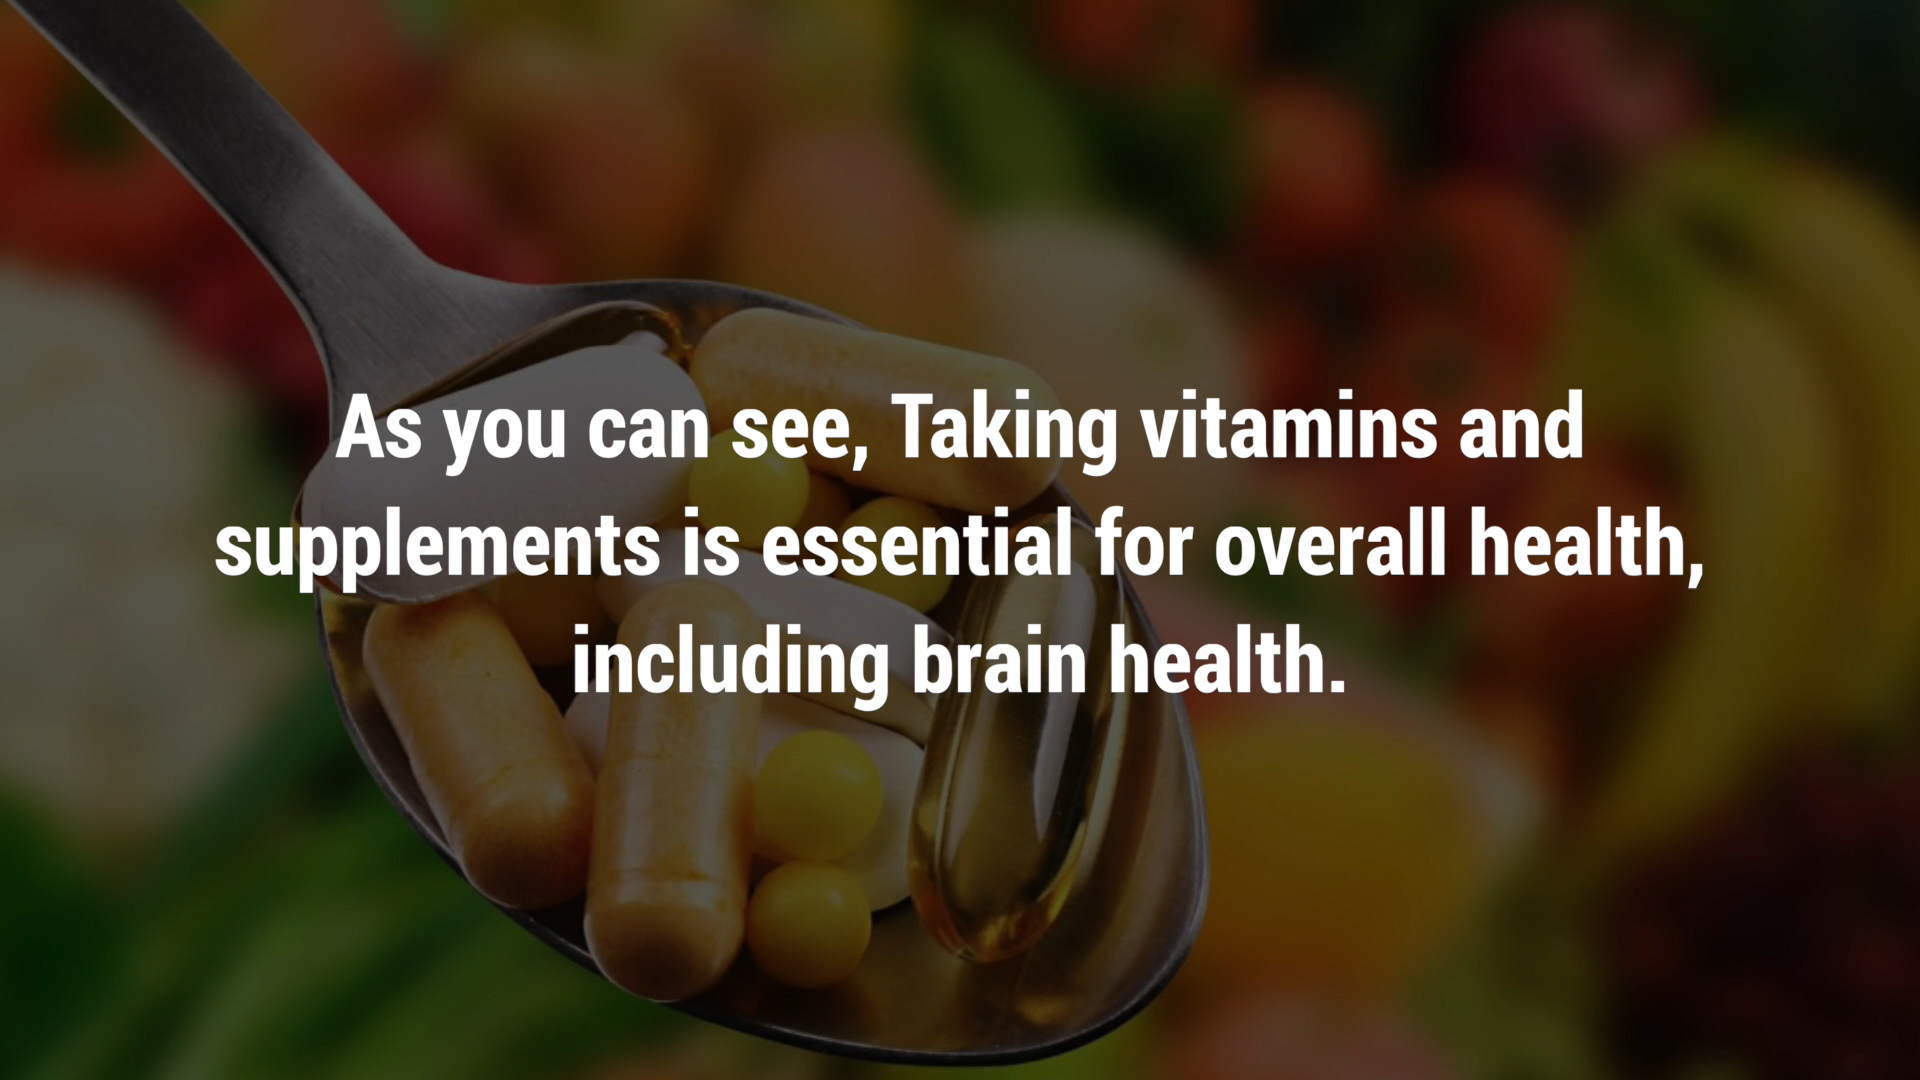 As you can see, Taking vitamins and
supplements is essential for overall health,
including brain health.